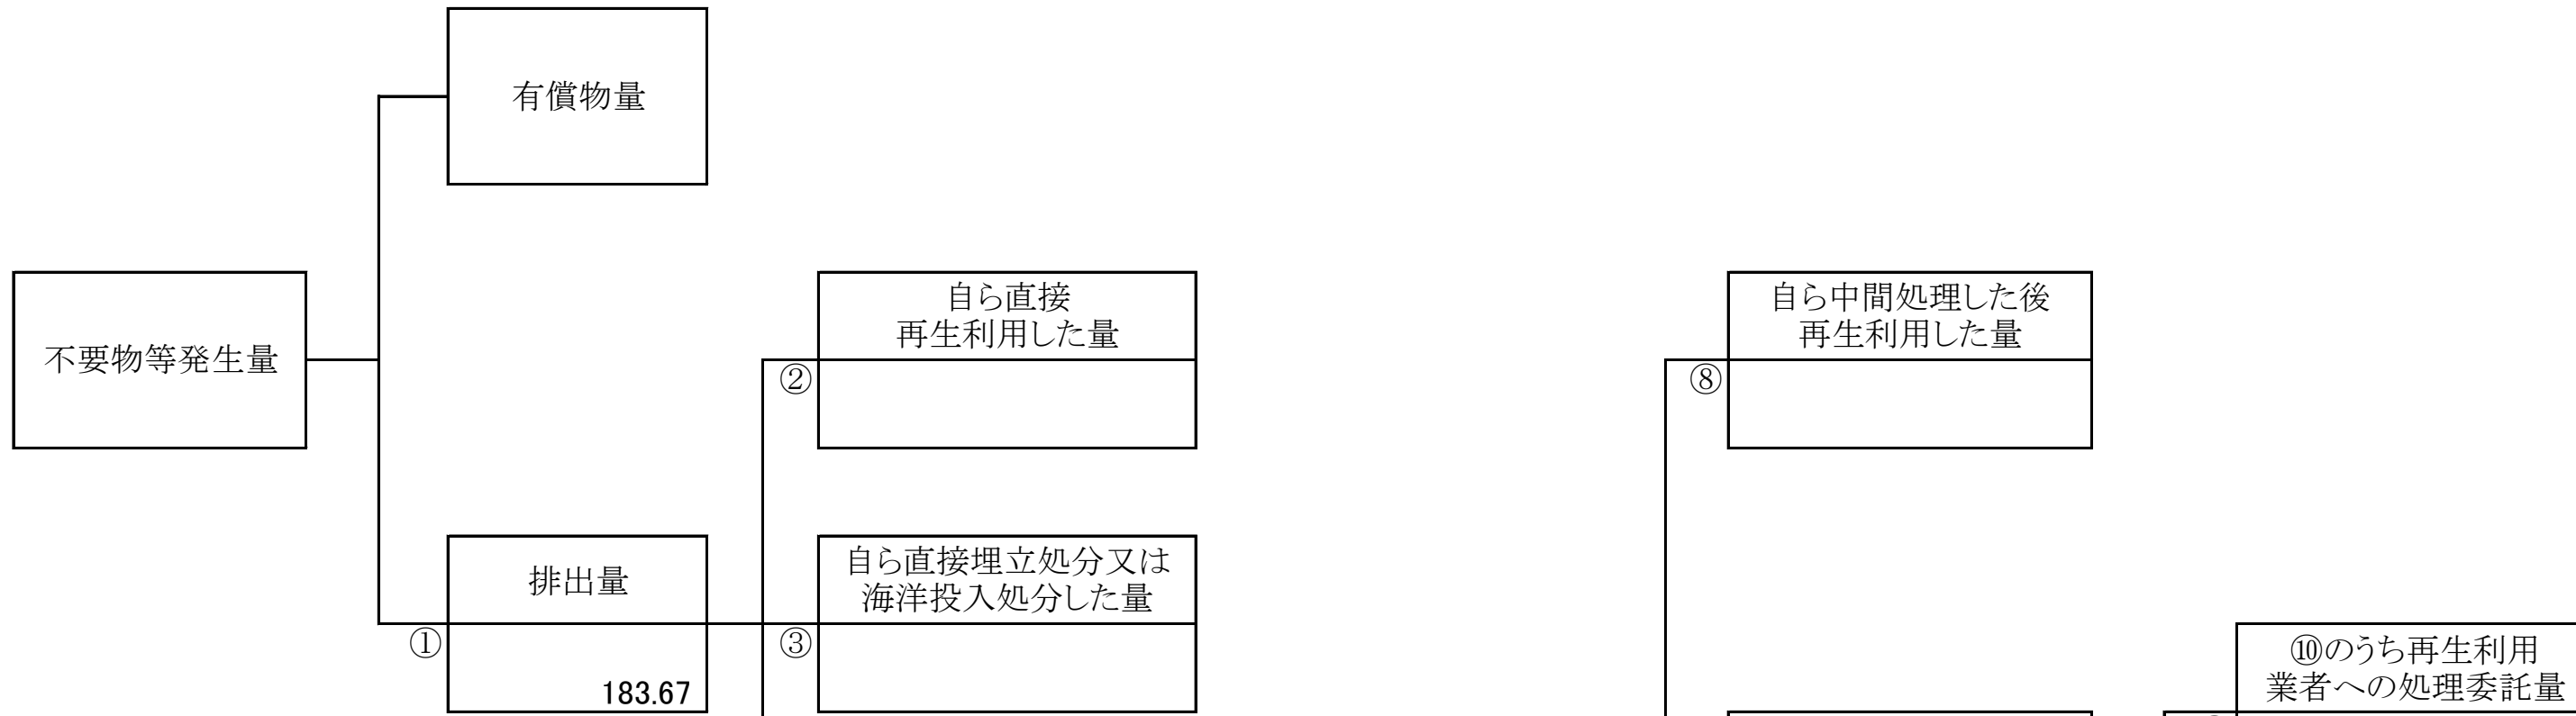 有償物量
不要物等発生量
自ら直接
再生利用した量
②
自ら中間処理した後
再生利用した量
⑧
排出量
①
183.67
自ら直接埋立処分又は
海洋投入処分した量
③
⑩のうち再生利用
業者への処理委託量